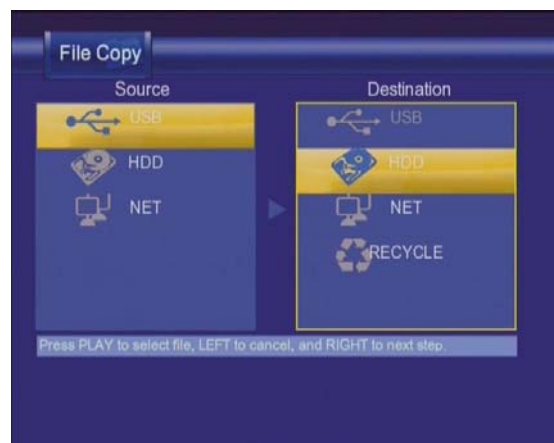 File Copy
Source
USB
HDD
NET
Destination
USB
HDD
NET
RECYCLE
Press PLAY to select file, LEFT to cancel, and RIGHT to next step.